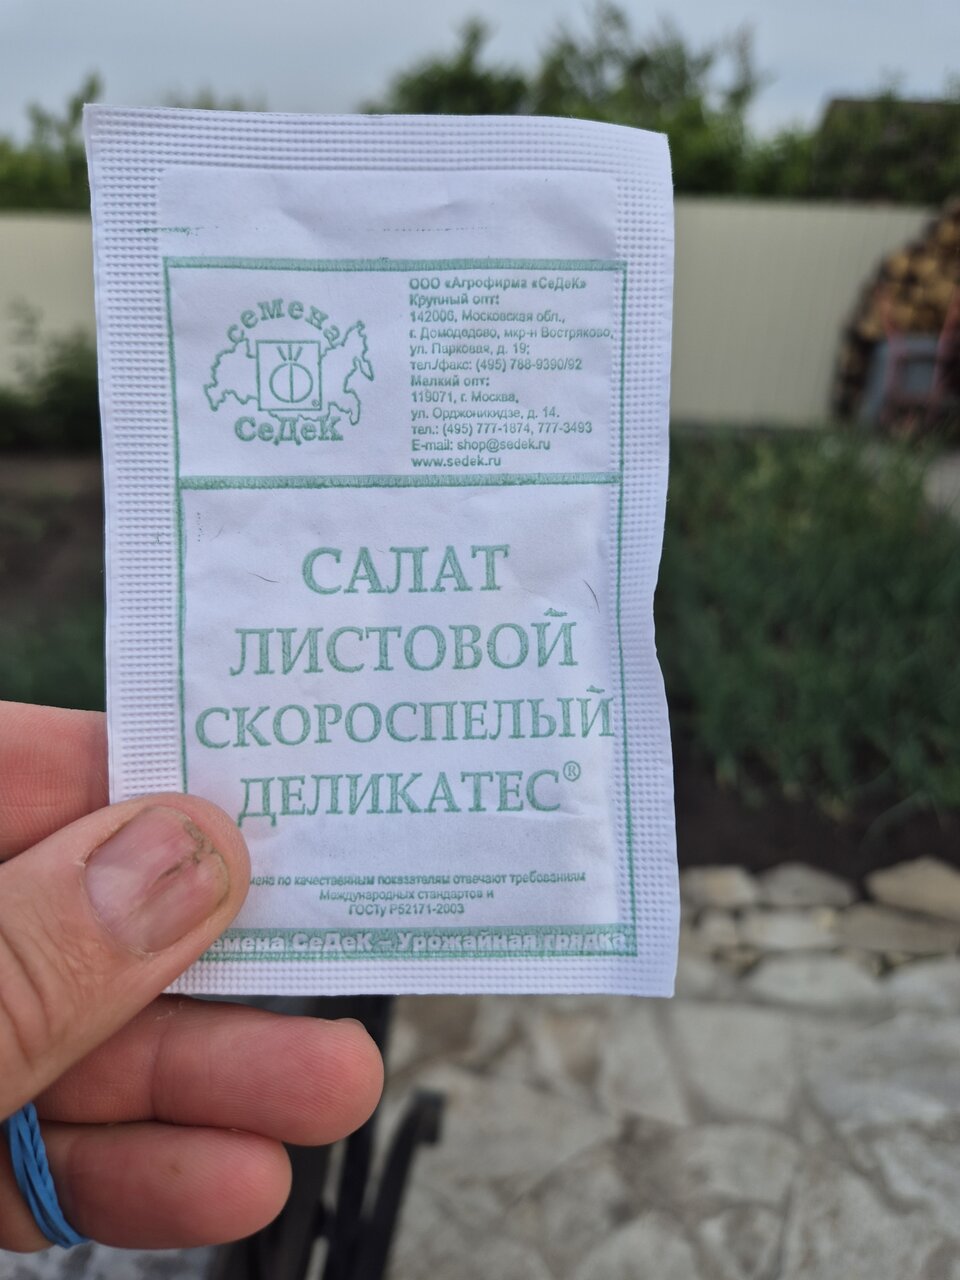 семена
СеДеК
ООО «Агрофирма «СеДеК»
Крупный опт:
142006, Московская обл.,
г. Домодедово, мкр-н Востряково,
ул. Парковая, д. 19;
тел./факс: (495) 788-9390/92
Мелкий опт:
119071, г. Москва,
ул. Орджоникидзе, д. 14.
тел.: (495) 777-1874, 777-3493
E-mail: shop@sedek.ru
www.sedek.ru
САЛАТ
ЛИСТОВОЙ
СКОРОСПЕЛЫЙ
ДЕЛИКАТЕС®
мена по качественным показателям отвечают требованиям
Международных стандартов и
ГОСТу Р52171-2003
емена СеДеК – Урожайная грядка